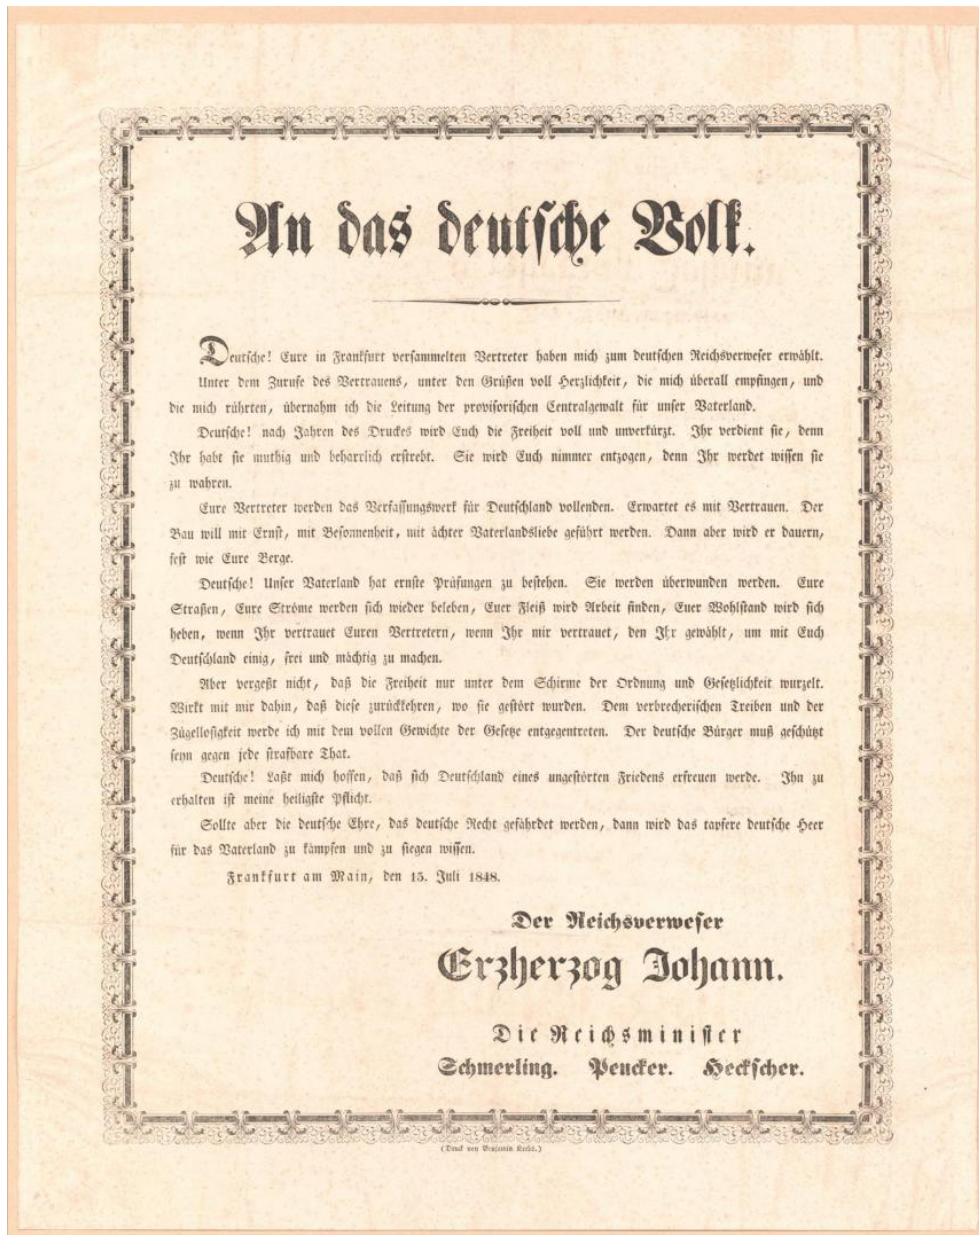 An das deutsche Volk.
Deutsche! Eure in Frankfurt versammelten Vertreter haben mich zum deutschen Reichsverweser erwählt.
Unter dem Zurufe des Vertrauens, unter den Grüßen voll Herzlichkeit, die mich überall empfingen, und
die mich rührten, übernahm ich die Leitung der provisorischen Centralgewalt für unser Vaterland.
Deutsche! nach Jahren des Druckes wird Euch die Freiheit voll und unverkürzt. Ihr verdient sie, denn
Ihr habt sie muthig und beharrlich erstrebt. Sie wird Euch nimmer entzogen, denn Ihr werdet wissen sie
zu wahren.
Eure Vertreter werden das Verfassungswerk für Deutschland vollenden. Erwartet es mit Vertrauen. Der
Bau will mit Ernst, mit Besonnenheit, mit ächter Vaterlandsliebe geführt werden. Dann aber wird er dauern,
fest wie Eure Berge.
Deutsche! Unser Vaterland hat ernste Prüfungen zu bestehen. Sie werden überwunden werden. Eure
Straßen, Eure Ströme werden sich wieder beleben, Euer Fleiß wird Arbeit finden, Euer Wohlstand wird sich
heben, wenn Ihr vertrauet Euren Vertretern, wenn Ihr mir vertrauet, den Ihr gewählt, um mit Euch
Deutschland einig, frei und mächtig zu machen.
Aber vergeßt nicht, daß die Freiheit nur unter dem Schirme der Ordnung und Gesetzlichkeit wurzelt.
Wirkt mit mir dahin, daß diese zurückkehren, wo sie gestört wurden. Dem verbrecherischen Treiben und der
Zügellosigkeit werde ich mit dem vollen Gewichte der Gesetze entgegentreten. Der deutsche Bürger muß geschützt
seyn gegen jede strafbare That.
Deutsche! Laßt mich hoffen, daß sich Deutschland eines ungestörten Friedens erfreuen werde. Ihn zu
erhalten ist meine heiligste Pflicht.
Sollte aber die deutsche Ehre, das deutsche Recht gefährdet werden, dann wird das tapfere deutsche Heer
für das Vaterland zu kämpfen und zu siegen wissen.
Frankfurt am Main, den 15. Juli 1848.
Der Reichsverweser
Erzherzog Johann.
Die Reichsminister
Schmerling. Peucker. Heckscher.
(Druck von Benjamin Krebs.)